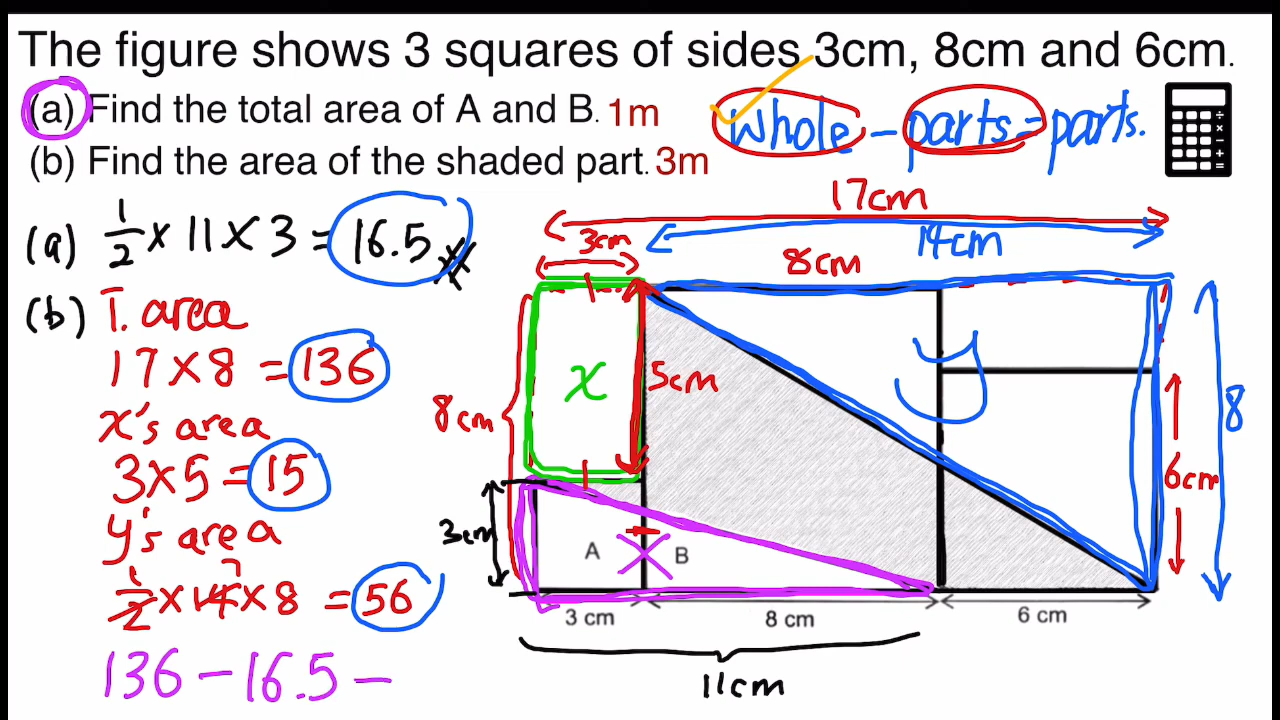 The figure shows 3 squares of sides 3cm, 8cm and 6cm.
(a) Find the total area of A and B. 1m
whole - parts = parts.
(b) Find the area of the shaded part. 3m
17cm
(a) 1/2 × 11 × 3 = 16.5
3cm
14cm
8cm
(b) T. area
17 × 8 = 136
x
5cm
y
8cm
8
x's area
3 × 5 = 15
6cm
3cm
y's area
A
B
1/2 × 14 7 × 8 = 56
3 cm
8 cm
6 cm
136 - 16.5 -
11cm